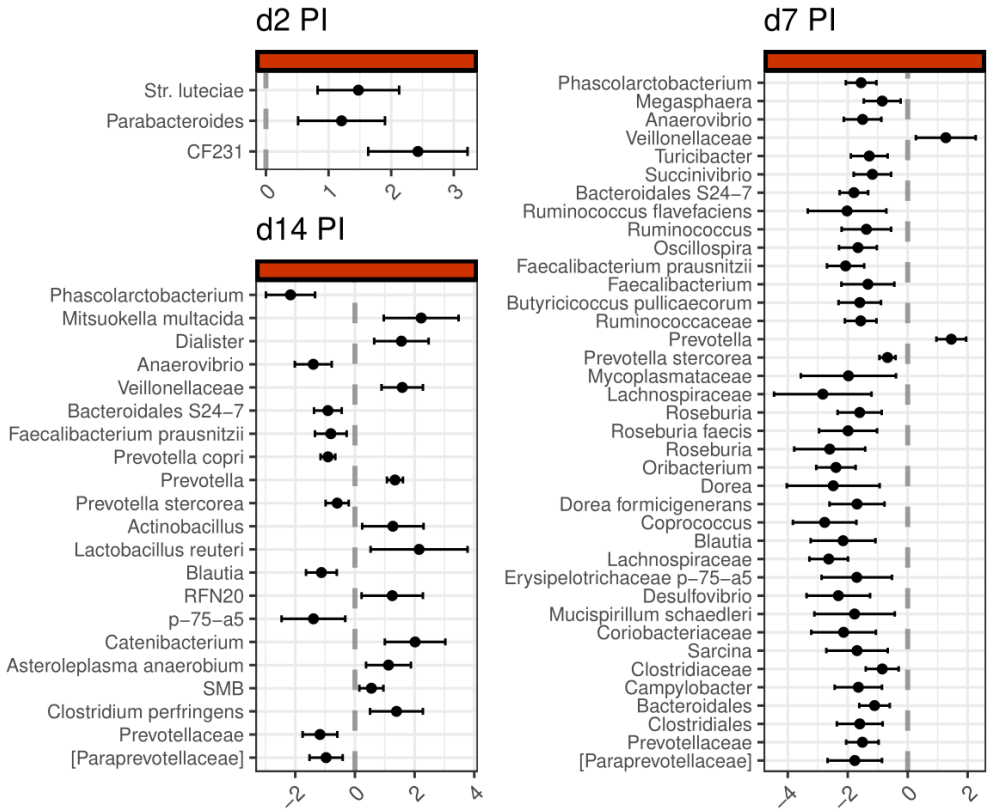 d2 PI
Str. luteciae
Parabacteroides
CF231
0
1
2
3
d14 PI
Phascolarctobacterium
Mitsuokella multacida
Dialister
Anaerovibrio
Veillonellaceae
Bacteroidales S24−7
Faecalibacterium prausnitzii
Prevotella copri
Prevotella
Prevotella stercorea
Actinobacillus
Lactobacillus reuteri
Blautia
RFN20
p−75−a5
Catenibacterium
Asteroleplasma anaerobium
SMB
Clostridium perfringens
Prevotellaceae
[Paraprevotellaceae]
−2
0
2
4
d7 PI
Phascolarctobacterium
Megasphaera
Anaerovibrio
Veillonellaceae
Turicibacter
Succinivibrio
Bacteroidales S24−7
Ruminococcus flavefaciens
Ruminococcus
Oscillospira
Faecalibacterium prausnitzii
Faecalibacterium
Butyricicoccus pullicaecorum
Ruminococcaceae
Prevotella
Prevotella stercorea
Mycoplasmataceae
Lachnospiraceae
Roseburia
Roseburia faecis
Roseburia
Oribacterium
Dorea
Dorea formicigenerans
Coprococcus
Blautia
Lachnospiraceae
Erysipelotrichaceae p−75−a5
Desulfovibrio
Mucispirillum schaedleri
Coriobacteriaceae
Sarcina
Clostridiaceae
Campylobacter
Bacteroidales
Clostridiales
Prevotellaceae
[Paraprevotellaceae]
−4
−2
0
2